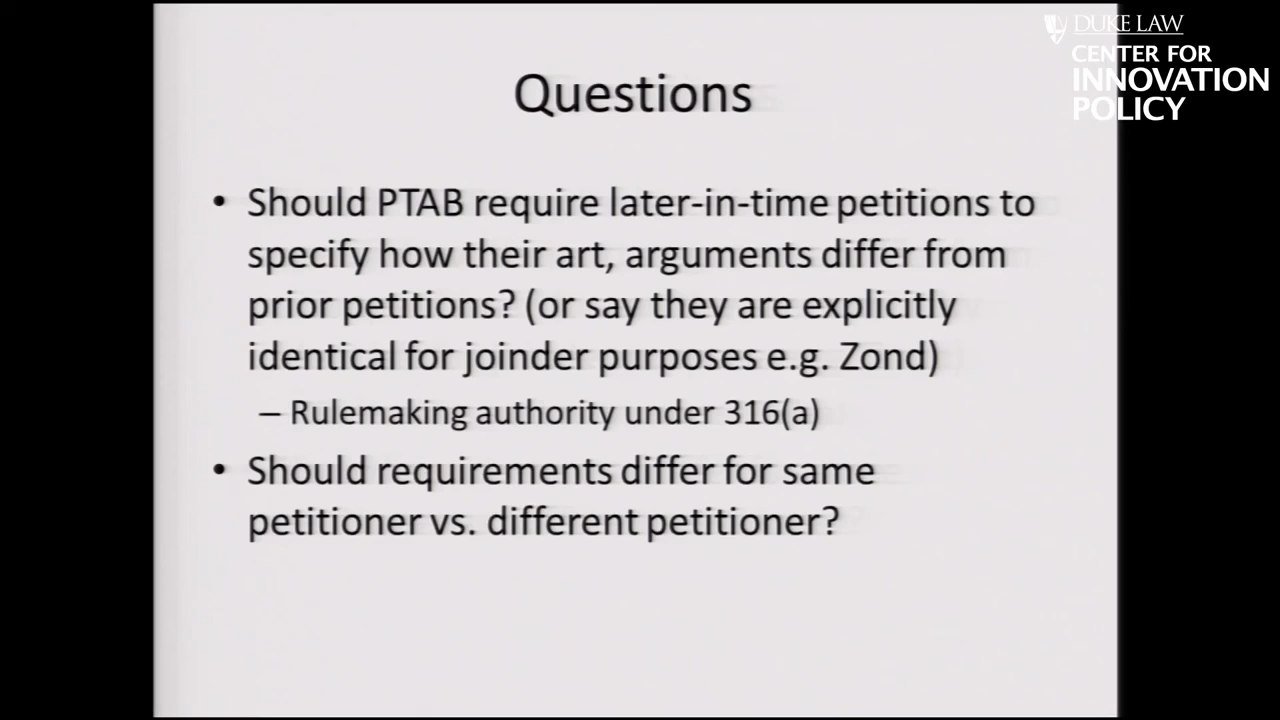 DUKE LAW
CENTER FOR
INNOVATION
POLICY
Questions
• Should PTAB require later-in-time petitions to
specify how their art, arguments differ from
prior petitions? (or say they are explicitly
identical for joinder purposes e.g. Zond)
– Rulemaking authority under 316(a)
• Should requirements differ for same
petitioner vs. different petitioner?